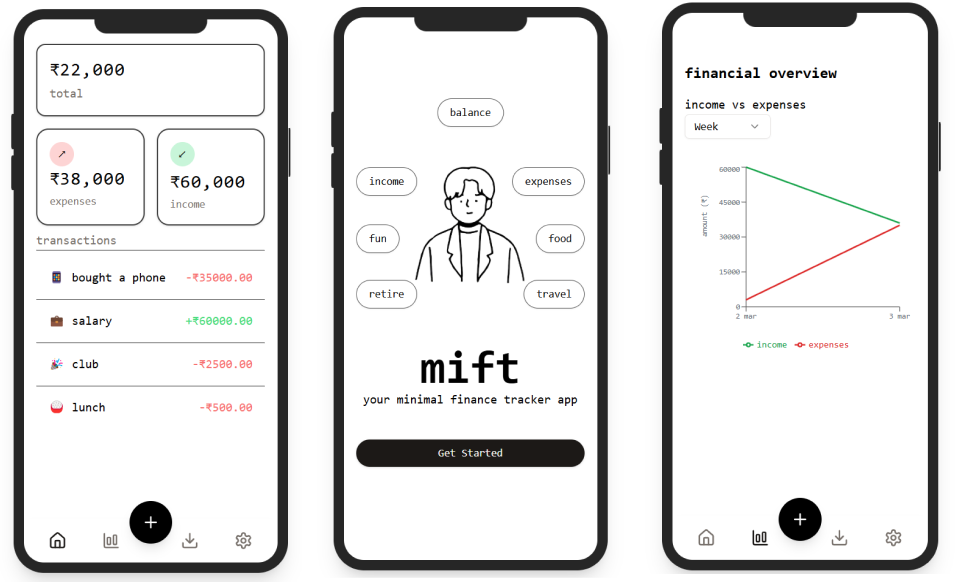 ₹22,000
total
₹38,000
expenses
₹60,000
income
transactions
bought a phone -₹35000.00
salary +₹60000.00
club -₹2500.00
lunch -₹500.00
balance
income
expenses
fun
food
retire
travel
mift
your minimal finance tracker app
Get Started
financial overview
income vs expenses
Week
amount (₹)
60000
45000
30000
15000
0
2 mar 3 mar
income expenses